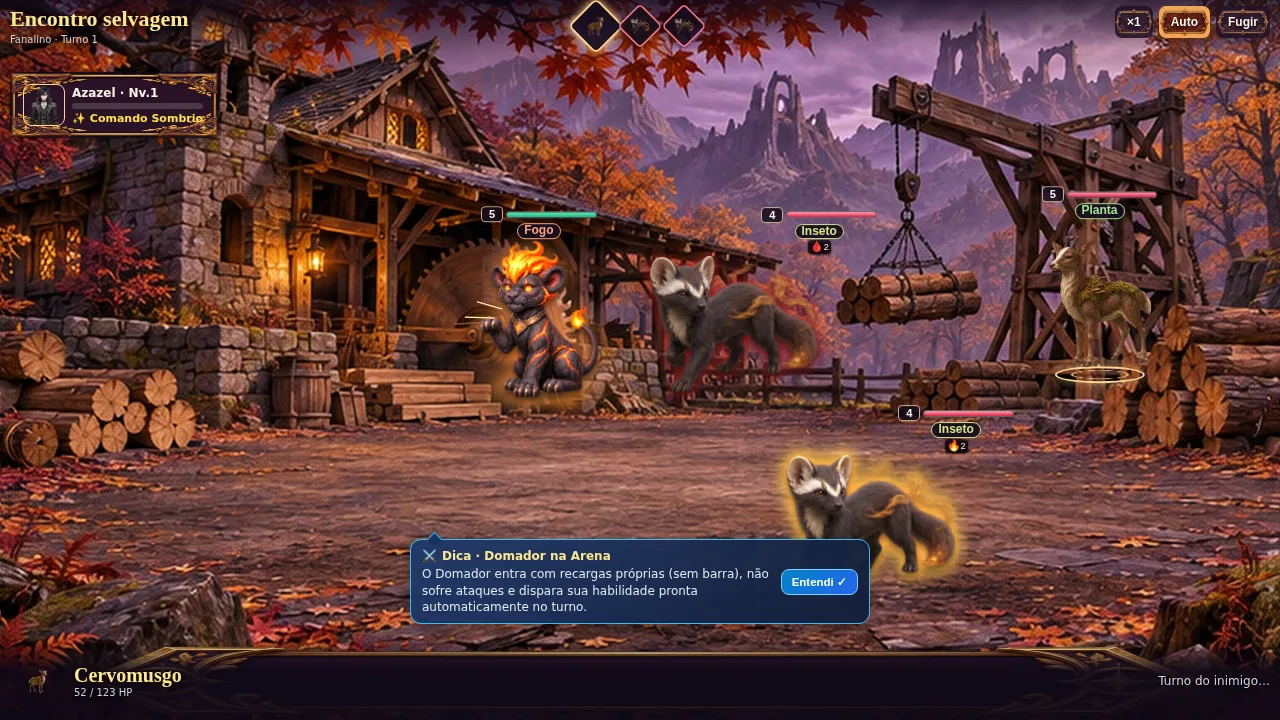 Encontro selvagem
Fanalino · Turno 1
×1
Auto
Fugir
Azazel · Nv.1
✨ Comando Sombrio
5
Fogo
4
Inseto
2
5
Planta
4
Inseto
2
⚔️ Dica · Domador na Arena
O Domador entra com recargas próprias (sem barra), não
sofre ataques e dispara sua habilidade pronta
automaticamente no turno.
Entendi ✓
Cervomusgo
52 / 123 HP
Turno do inimigo…